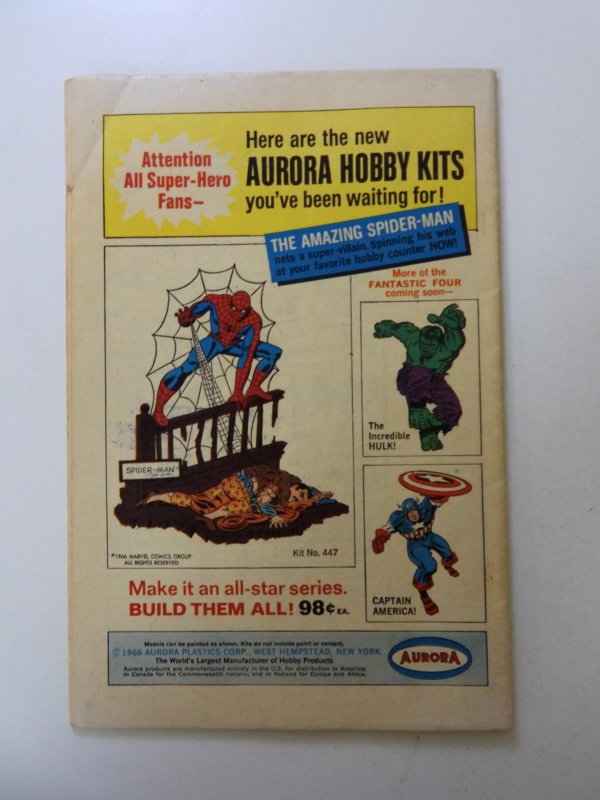 Attention
All Super-Hero
Fans—
Here are the new
AURORA HOBBY KITS
you've been waiting for!
THE AMAZING SPIDER-MAN
nets a super-villain. Spinning his web
at your favorite hobby counter NOW!
More of the
FANTASTIC FOUR
coming soon—
SPIDER-MAN
The
Incredible
HULK!
©1966 MARVEL COMICS GROUP
ALL RIGHTS RESERVED
Kit No. 447
CAPTAIN
AMERICA!
Make it an all-star series.
BUILD THEM ALL! 98¢ EA.
Models can be painted as shown. Kits do not include paint or cement.
©1966 AURORA PLASTICS CORP., WEST HEMPSTEAD, NEW YORK
The World's Largest Manufacturer of Hobby Products
Aurora products are manufactured entirely in the U.S. for distribution in America;
in Canada for the Commonwealth nations; and in Holland for Europe and Africa.
AURORA